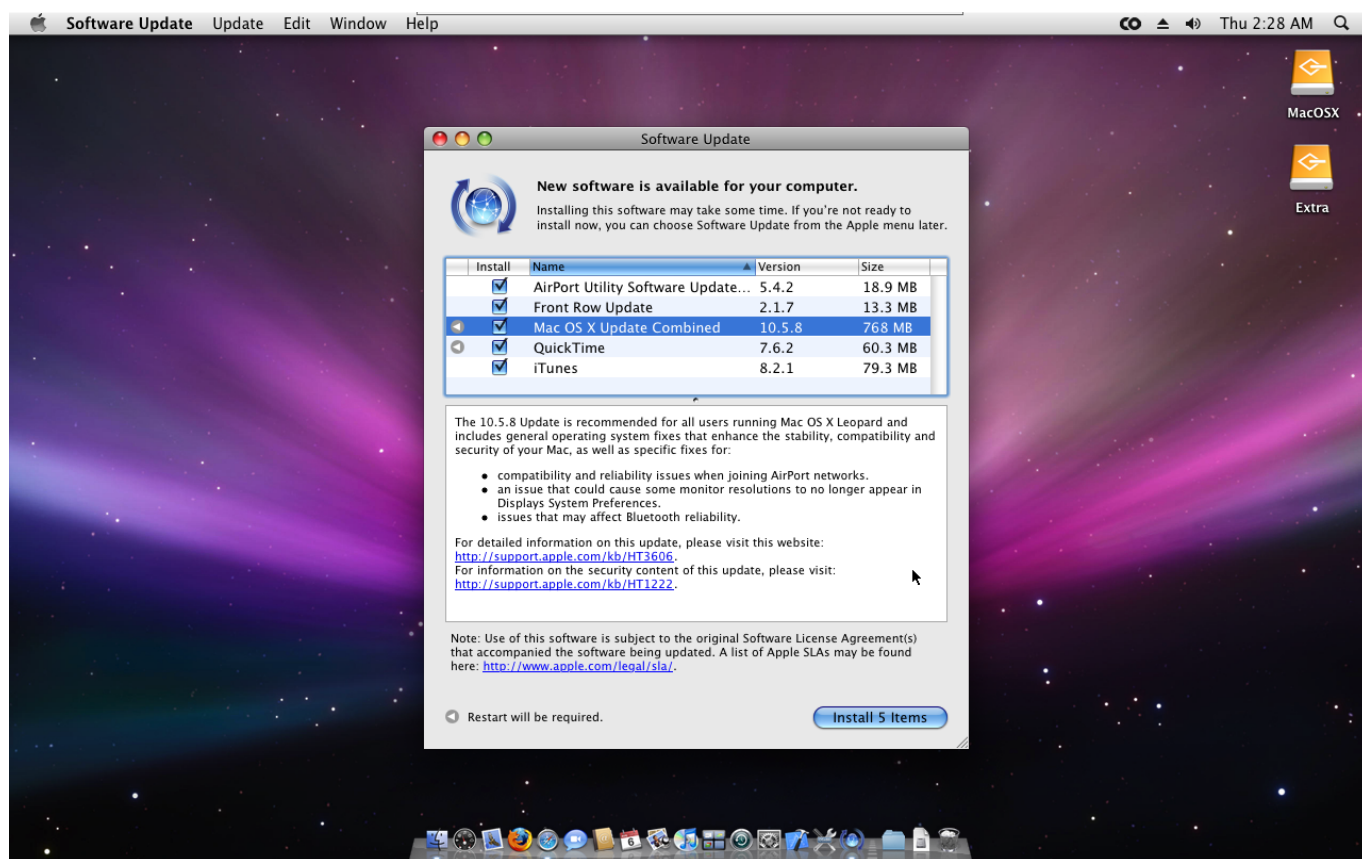 Software Update Update Edit Window Help CO Thu 2:28 AM
MacOSX
Extra
Software Update
New software is available for your computer.
Installing this software may take some time. If you're not ready to
install now, you can choose Software Update from the Apple menu later.
Install Name Version Size
AirPort Utility Software Update... 5.4.2 18.9 MB
Front Row Update 2.1.7 13.3 MB
Mac OS X Update Combined 10.5.8 768 MB
QuickTime 7.6.2 60.3 MB
iTunes 8.2.1 79.3 MB
The 10.5.8 Update is recommended for all users running Mac OS X Leopard and
includes general operating system fixes that enhance the stability, compatibility and
security of your Mac, as well as specific fixes for:
• compatibility and reliability issues when joining AirPort networks.
• an issue that could cause some monitor resolutions to no longer appear in
Displays System Preferences.
• issues that may affect Bluetooth reliability.
For detailed information on this update, please visit this website:
http://support.apple.com/kb/HT3606.
For information on the security content of this update, please visit:
http://support.apple.com/kb/HT1222.
Note: Use of this software is subject to the original Software License Agreement(s)
that accompanied the software being updated. A list of Apple SLAs may be found
here: http://www.apple.com/legal/sla/.
Restart will be required.
Install 5 Items
6